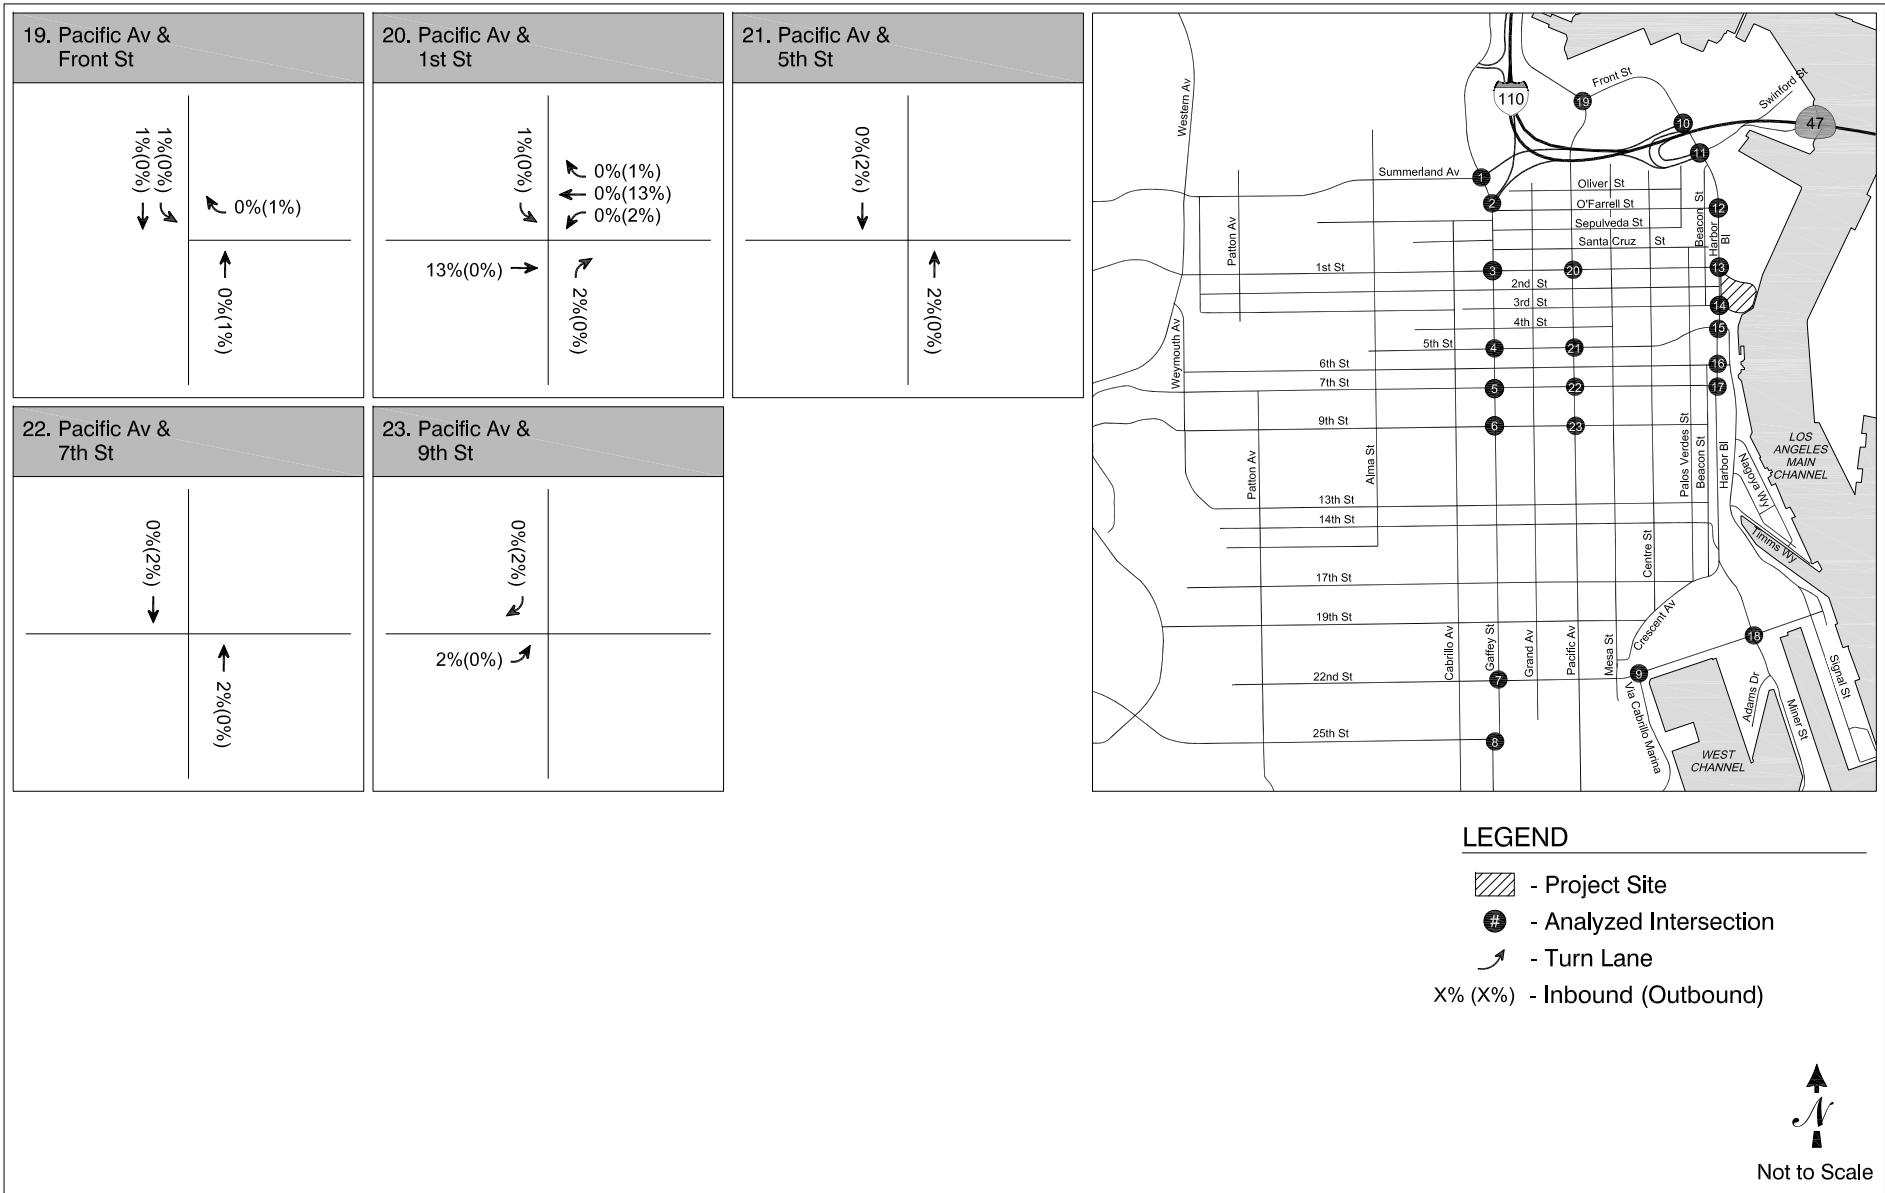 19. Pacific Av &
Front St
1%(0%)
1%(0%)
0%(1%)
0%(1%)
20. Pacific Av &
1st St
1%(0%)
0%(1%)
0%(13%)
0%(2%)
13%(0%)
2%(0%)
21. Pacific Av &
5th St
0%(2%)
2%(0%)
22. Pacific Av &
7th St
0%(2%)
2%(0%)
23. Pacific Av &
9th St
0%(2%)
2%(0%)
110
47
Front St
Swinford St
Western Av
Summerland Av
Oliver St
O'Farrell St
Sepulveda St
Santa Cruz St
Beacon St
Harbor Bl
Patton Av
1st St
2nd St
3rd St
4th St
5th St
6th St
7th St
9th St
Weymouth Av
Patton Av
Alma St
Palos Verdes St
Beacon St
Harbor Bl
Nagoya Wy
Timms Wy
LOS
ANGELES
MAIN
CHANNEL
13th St
14th St
17th St
19th St
22nd St
25th St
Centre St
Crescent Av
Cabrillo Av
Gaffey St
Grand Av
Pacific Av
Mesa St
Via Cabrillo Marina
Adams Dr
Miner St
Signal St
WEST
CHANNEL
1
2
3
4
5
6
7
8
9
10
11
12
13
14
15
16
17
18
19
20
21
22
23
LEGEND
- Project Site
# - Analyzed Intersection
- Turn Lane
X% (X%) - Inbound (Outbound)
N
Not to Scale